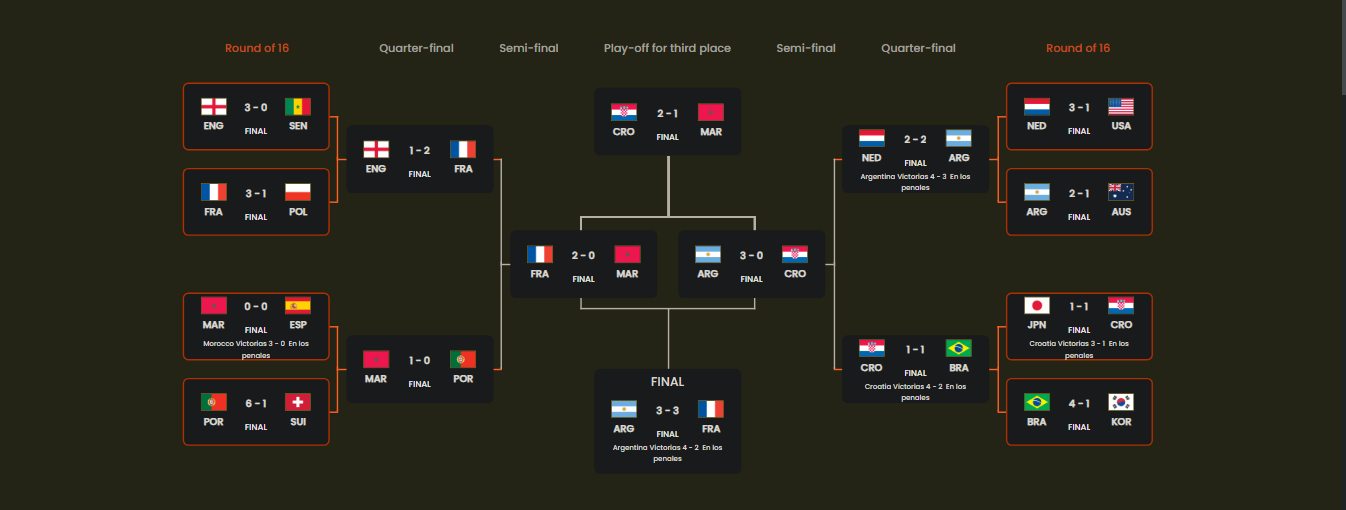 Round of 16 Quarter-final Semi-final Play-off for third place Semi-final Quarter-final Round of 16
3 - 0
ENG FINAL SEN
3 - 1
FRA FINAL POL
0 - 0
MAR FINAL ESP
Morocco Victorias 3 - 0 En los
penales
6 - 1
POR FINAL SUI
1 - 2
ENG FINAL FRA
1 - 0
MAR FINAL POR
2 - 0
FRA FINAL MAR
2 - 1
CRO FINAL MAR
FINAL
3 - 3
ARG FINAL FRA
Argentina Victorias 4 - 2 En los
penales
3 - 0
ARG FINAL CRO
2 - 2
NED FINAL ARG
Argentina Victorias 4 - 3 En los
penales
1 - 1
CRO FINAL BRA
Croatia Victorias 4 - 2 En los
penales
3 - 1
NED FINAL USA
2 - 1
ARG FINAL AUS
1 - 1
JPN FINAL CRO
Croatia Victorias 3 - 1 En los
penales
4 - 1
BRA FINAL KOR